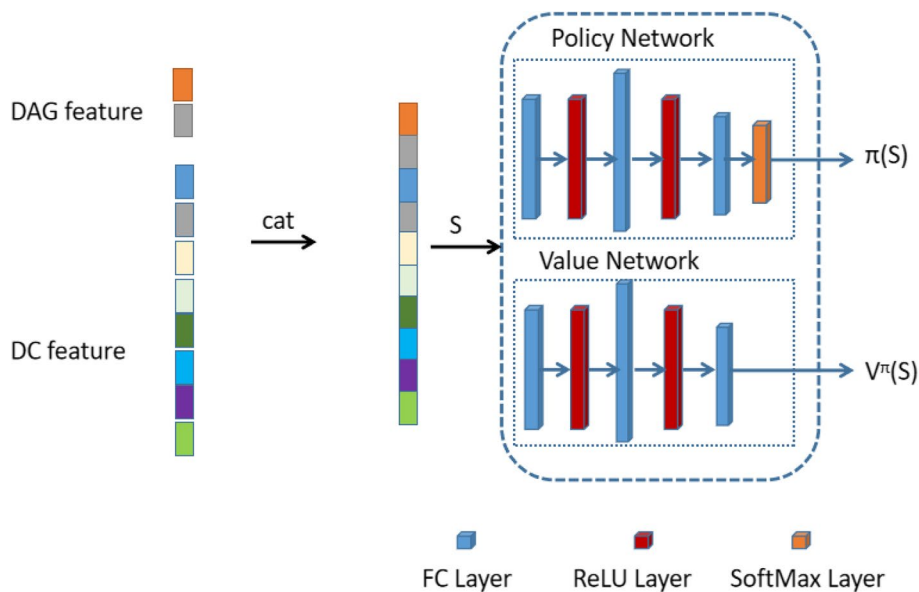 Policy Network
DAG feature
cat
S
π(S)
Value Network
DC feature
Vπ(S)
FC Layer
ReLU Layer
SoftMax Layer